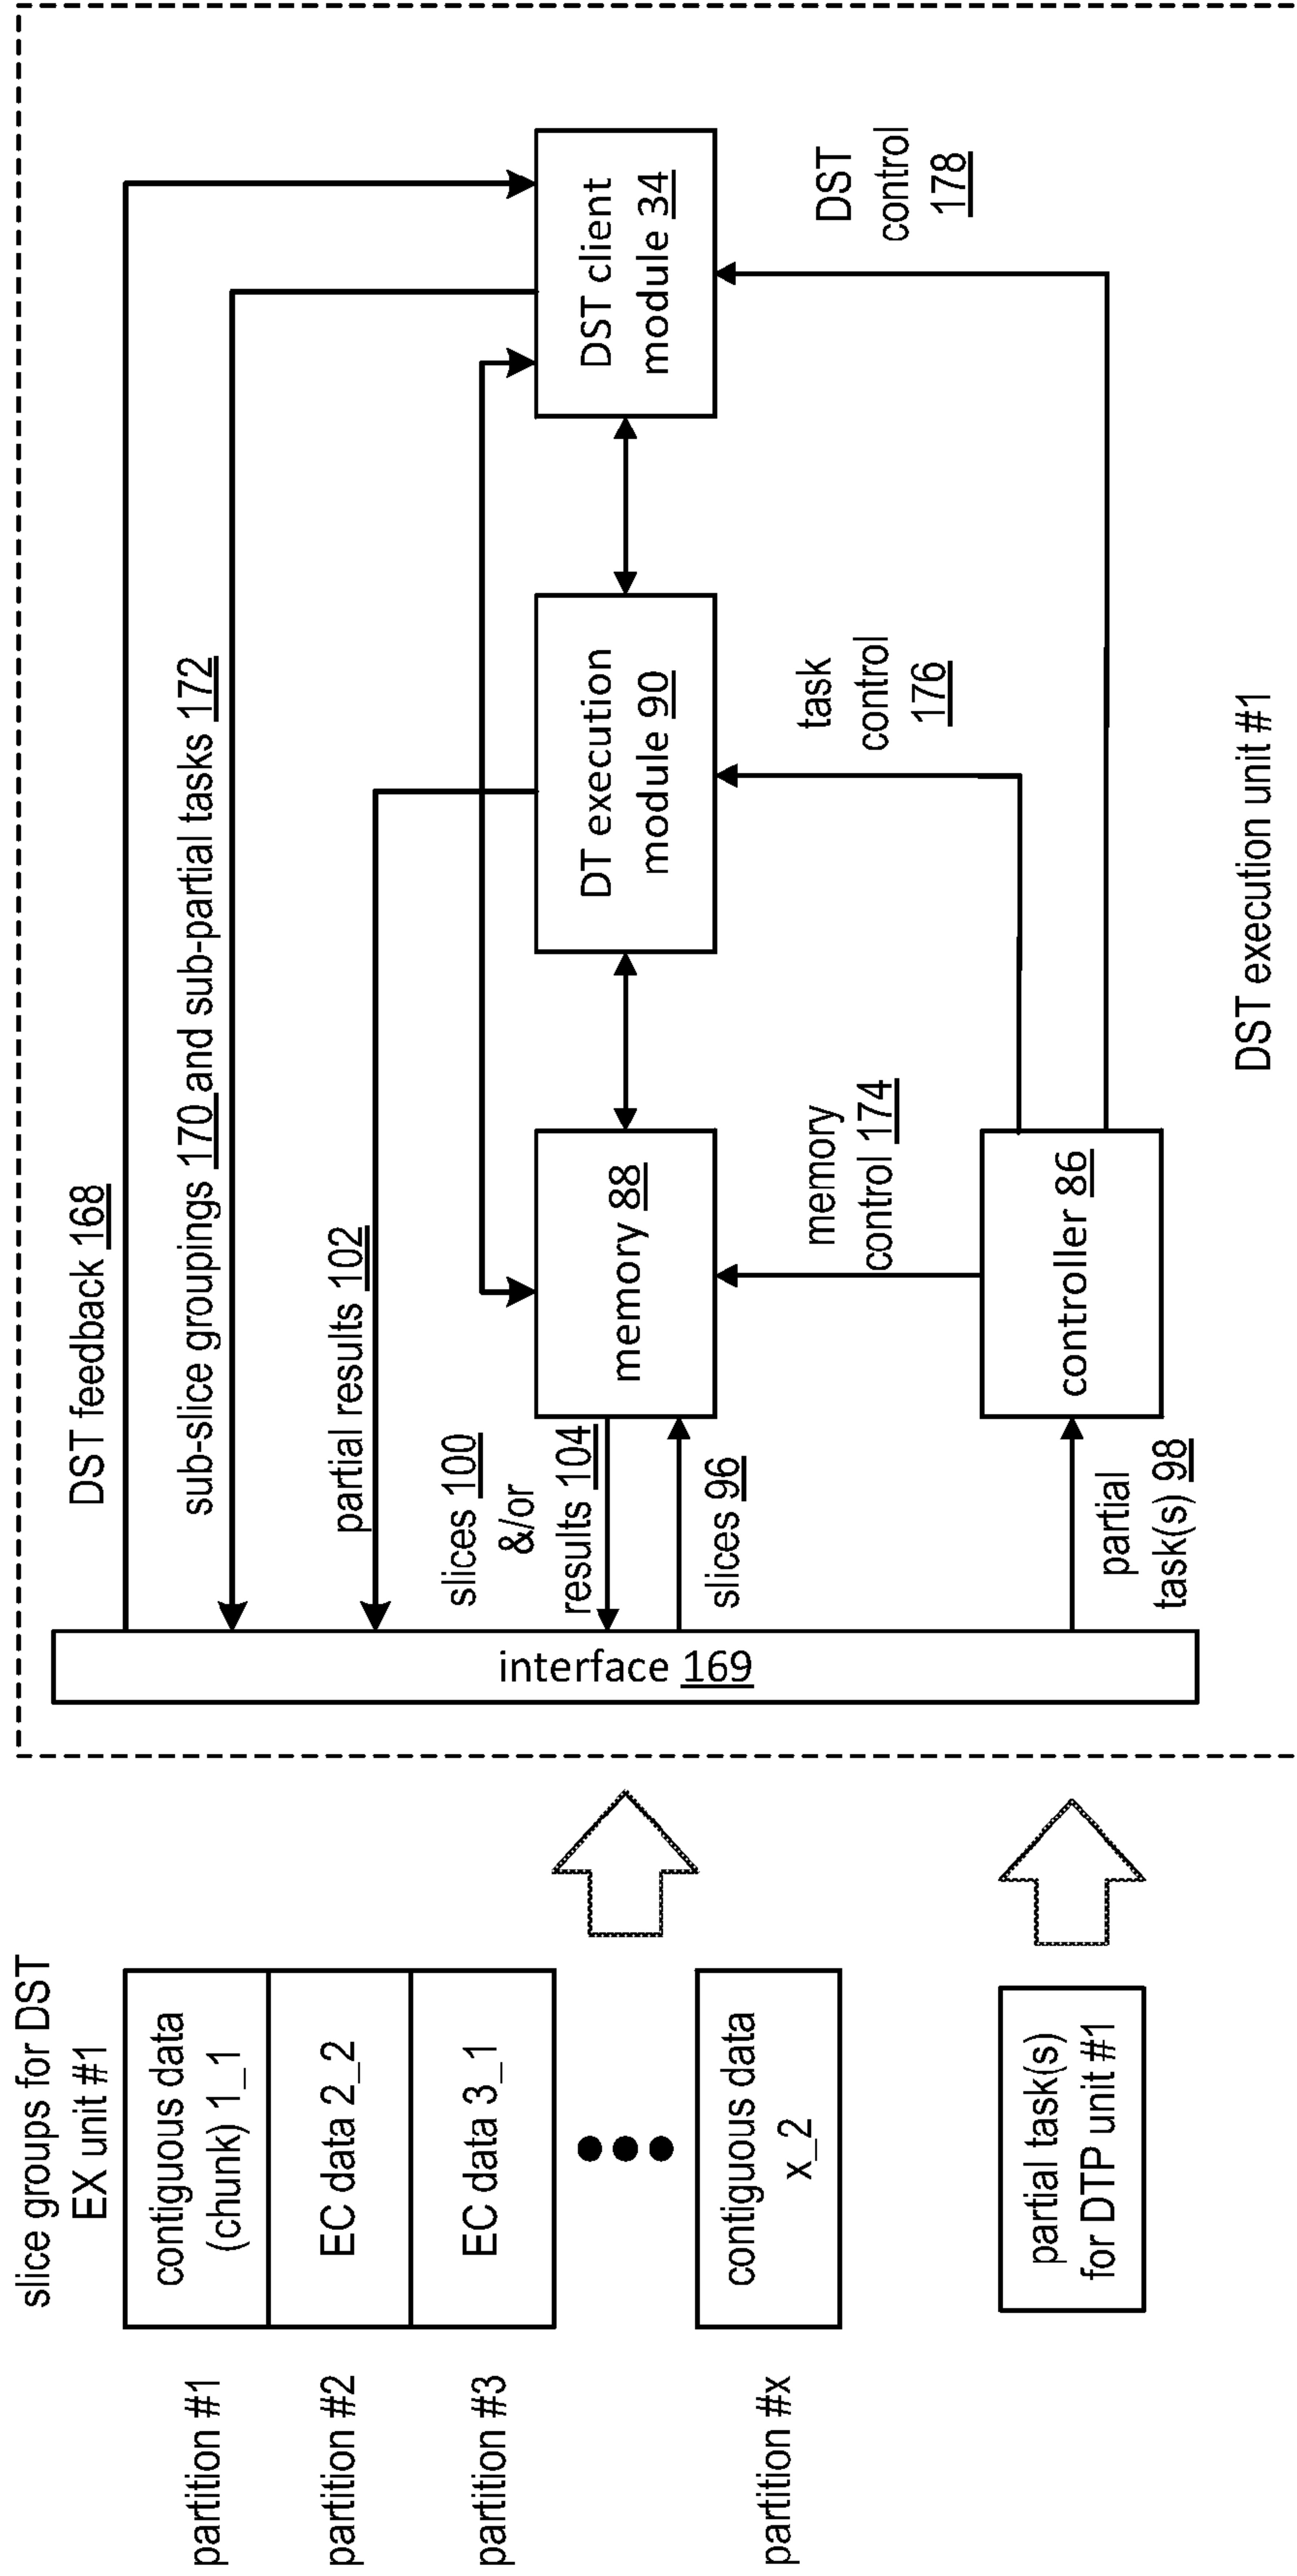 slice groups for DST
EX unit #1
partition #1
contiguous data
(chunk) 1_1
partition #2
EC data 2_2
partition #3
EC data 3_1
partition #x
contiguous data
x_2
partial task(s)
for DTP unit #1
interface 169
DST feedback 168
sub-slice groupings 170 and sub-partial tasks 172
partial results 102
slices 100
&/or
results 104
slices 96
partial
task(s) 98
memory 88
DT execution
module 90
DST client
module 34
memory
control 174
task
control
176
DST
control
178
controller 86
DST execution unit #1